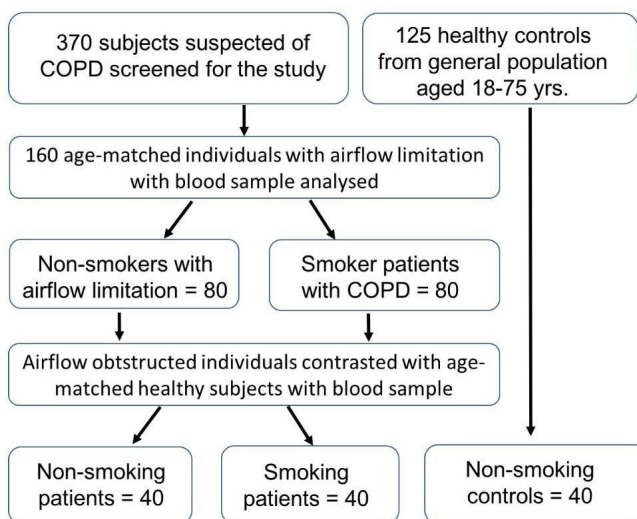 370 subjects suspected of
COPD screened for the study
125 healthy controls
from general population
aged 18-75 yrs.
160 age-matched individuals with airflow limitation
with blood sample analysed
Non-smokers with
airflow limitation = 80
Smoker patients
with COPD = 80
Airflow obtstructed individuals contrasted with age-
matched healthy subjects with blood sample
Non-smoking
patients = 40
Smoking
patients = 40
Non-smoking
controls = 40